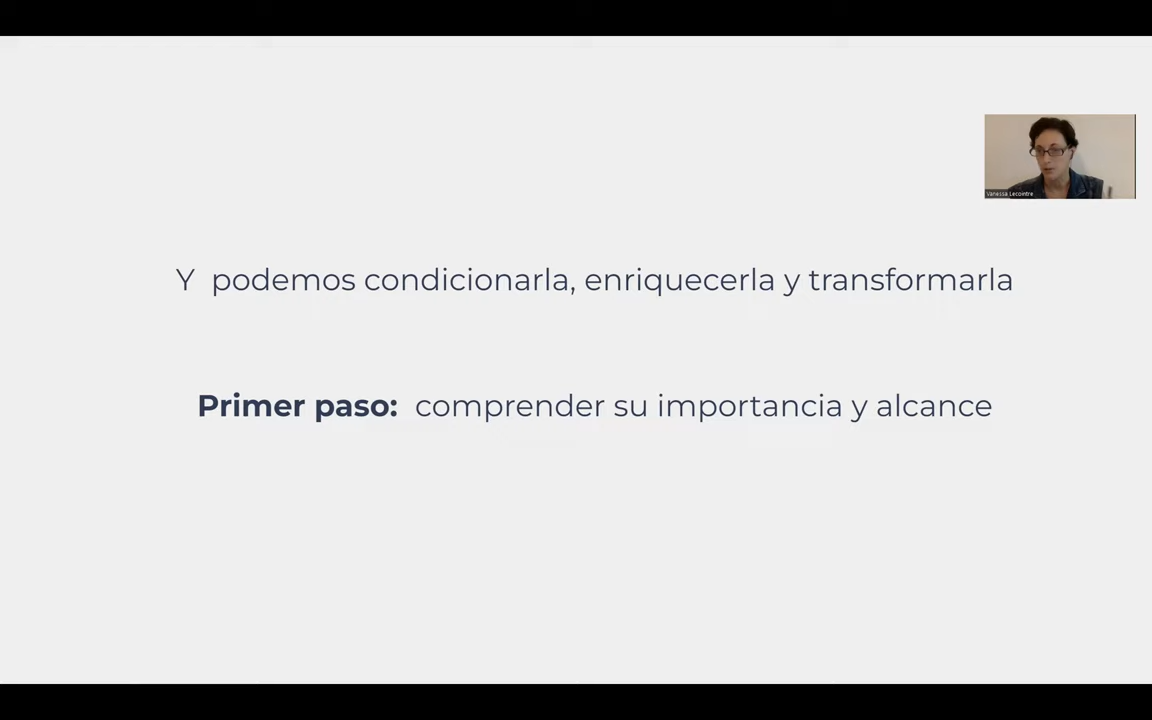 Vanessa Lecointre
Y podemos condicionarla, enriquecerla y transformarla
Primer paso: comprender su importancia y alcance